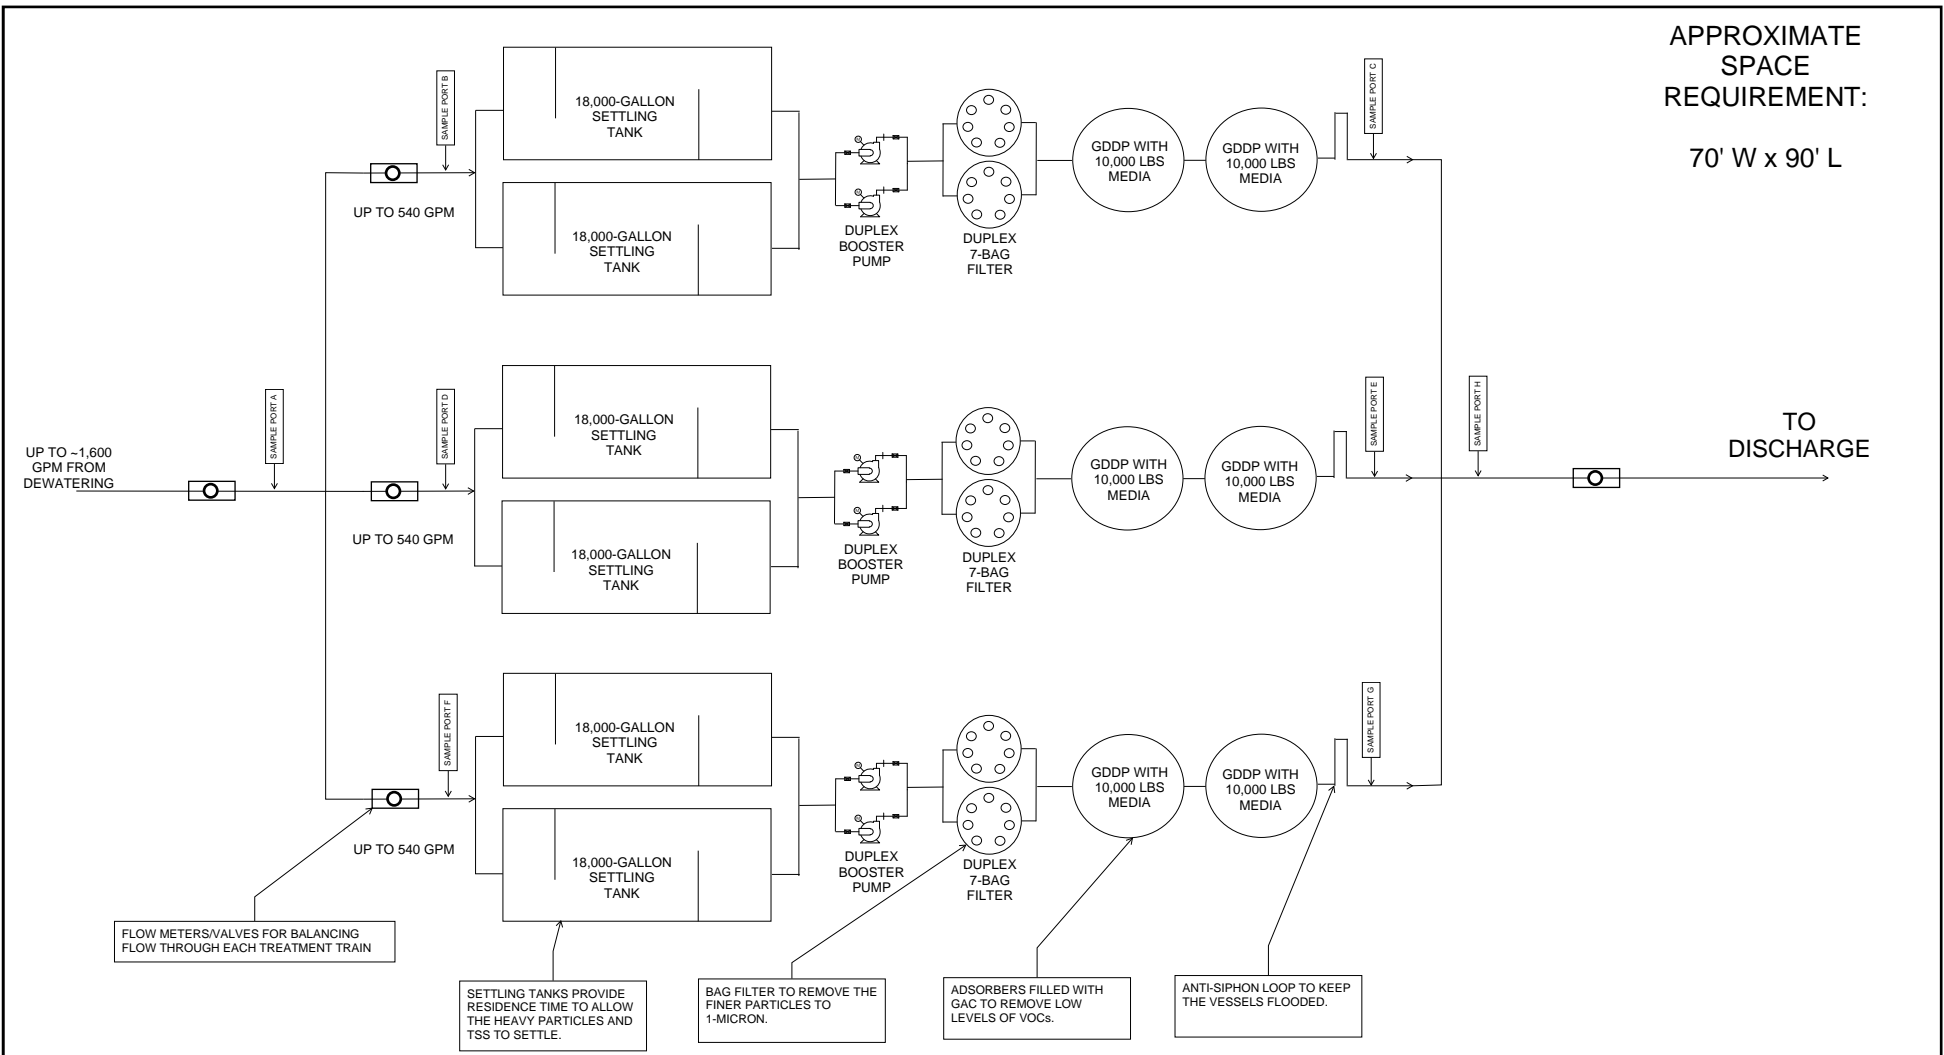 APPROXIMATE
SPACE
REQUIREMENT:
70' W x 90' L
SAMPLE PORT B
UP TO 540 GPM
18,000-GALLON
SETTLING
TANK
18,000-GALLON
SETTLING
TANK
DUPLEX
BOOSTER
PUMP
DUPLEX
7-BAG
FILTER
GDDP WITH
10,000 LBS
MEDIA
GDDP WITH
10,000 LBS
MEDIA
SAMPLE PORT C
UP TO ~1,600
GPM FROM
DEWATERING
SAMPLE PORT A
SAMPLE PORT D
UP TO 540 GPM
18,000-GALLON
SETTLING
TANK
18,000-GALLON
SETTLING
TANK
DUPLEX
BOOSTER
PUMP
DUPLEX
7-BAG
FILTER
GDDP WITH
10,000 LBS
MEDIA
GDDP WITH
10,000 LBS
MEDIA
SAMPLE PORT E
SAMPLE PORT H
TO
DISCHARGE
SAMPLE PORT F
UP TO 540 GPM
18,000-GALLON
SETTLING
TANK
18,000-GALLON
SETTLING
TANK
DUPLEX
BOOSTER
PUMP
DUPLEX
7-BAG
FILTER
GDDP WITH
10,000 LBS
MEDIA
GDDP WITH
10,000 LBS
MEDIA
SAMPLE PORT G
FLOW METERS/VALVES FOR BALANCING
FLOW THROUGH EACH TREATMENT TRAIN
SETTLING TANKS PROVIDE
RESIDENCE TIME TO ALLOW
THE HEAVY PARTICLES AND
TSS TO SETTLE.
BAG FILTER TO REMOVE THE
FINER PARTICLES TO
1-MICRON.
ADSORBERS FILLED WITH
GAC TO REMOVE LOW
LEVELS OF VOCs.
ANTI-SIPHON LOOP TO KEEP
THE VESSELS FLOODED.